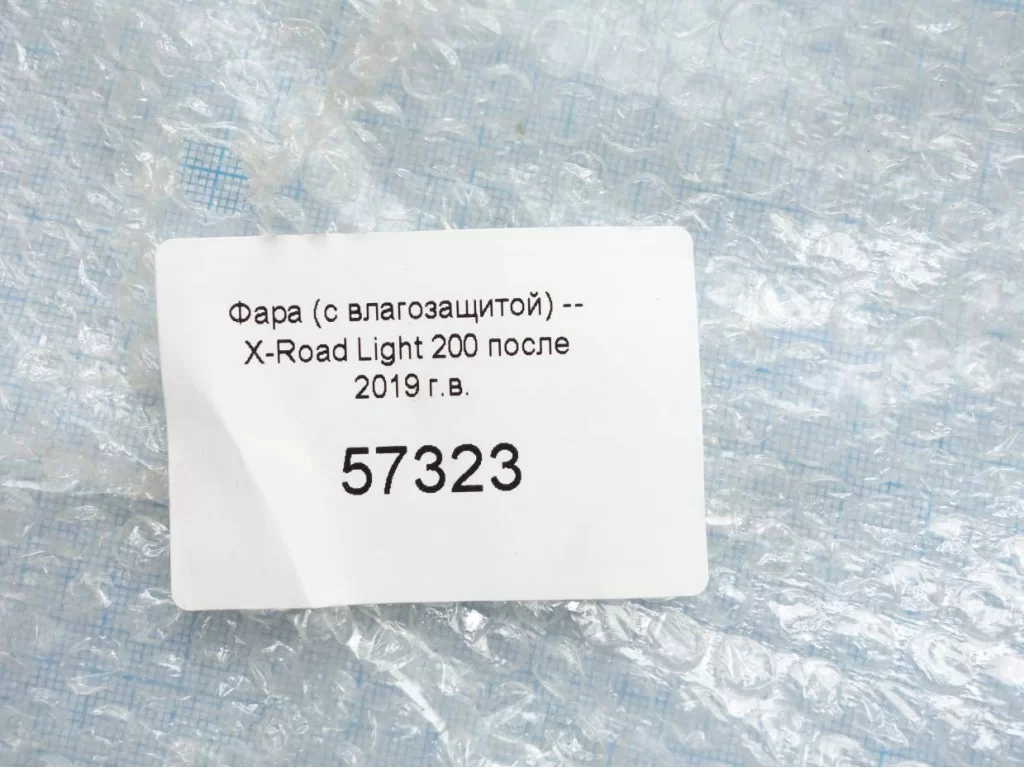 Фара (с влагозащитой) --
X-Road Light 200 после
2019 г.в.
57323